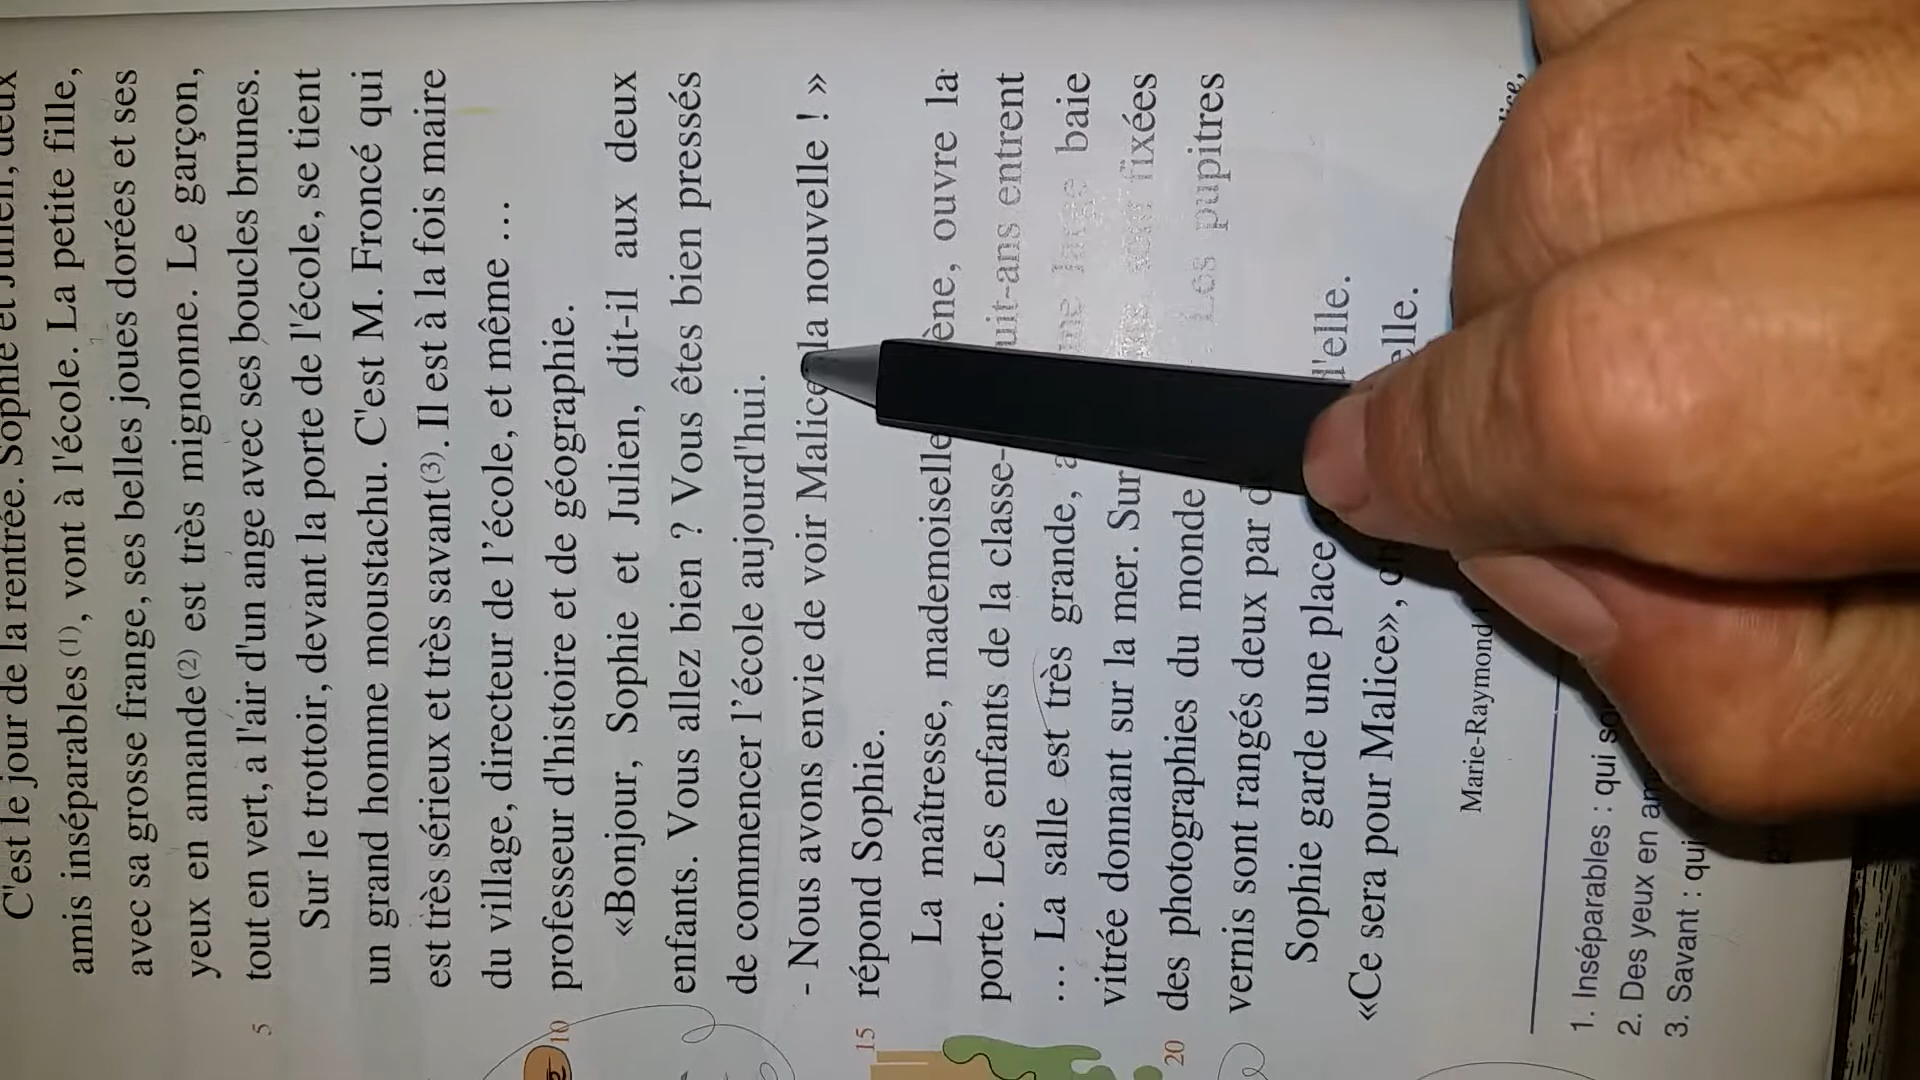 C'est le jour de la rentrée. Sophie et Julien, deux
amis inséparables (1), vont à l'école. La petite fille,
avec sa grosse frange, ses belles joues dorées et ses
yeux en amande(2) est très mignonne. Le garçon,
5 tout en vert, a l'air d'un ange avec ses boucles brunes.
Sur le trottoir, devant la porte de l'école, se tient
un grand homme moustachu. C'est M. Froncé qui
est très sérieux et très savant(3). Il est à la fois maire
du village, directeur de l'école, et même ...
10 professeur d'histoire et de géographie.
«Bonjour, Sophie et Julien, dit-il aux deux
enfants. Vous allez bien ? Vous êtes bien pressés
de commencer l'école aujourd'hui.
- Nous avons envie de voir Malice la nouvelle ! »
15 répond Sophie.
La maîtresse, mademoiselle ouvre la
porte. Les enfants de la classe- entrent
... La salle est très grande, baie
vitrée donnant sur la mer. Sur sont fixées
20 des photographies du monde Les pupitres
vernis sont rangés deux par
Sophie garde une place d'elle.
«Ce sera pour Malice», elle.
Marie-Raymond
1. Inséparables : qui
2. Des yeux en
3. Savant : qui